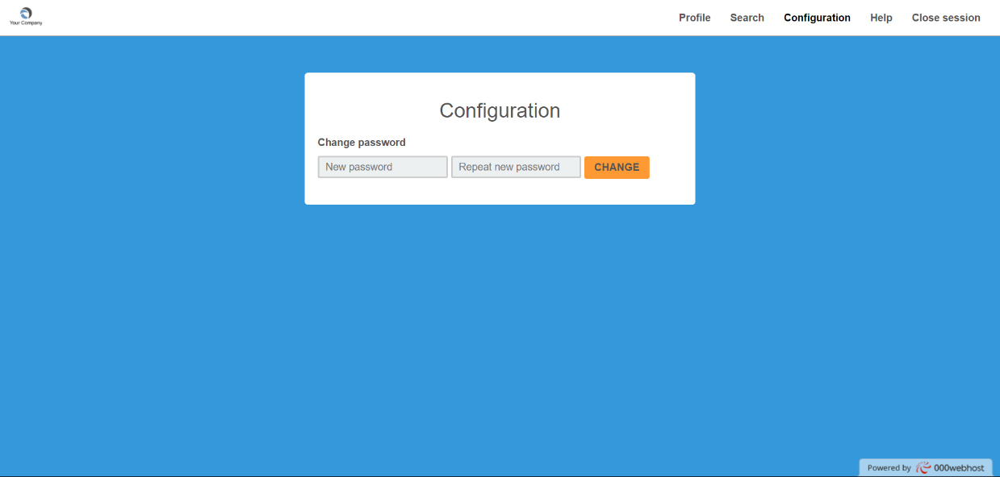 Your Company
Profile Search Configuration Help Close session
Configuration
Change password
New password Repeat new password CHANGE
Powered by 000webhost